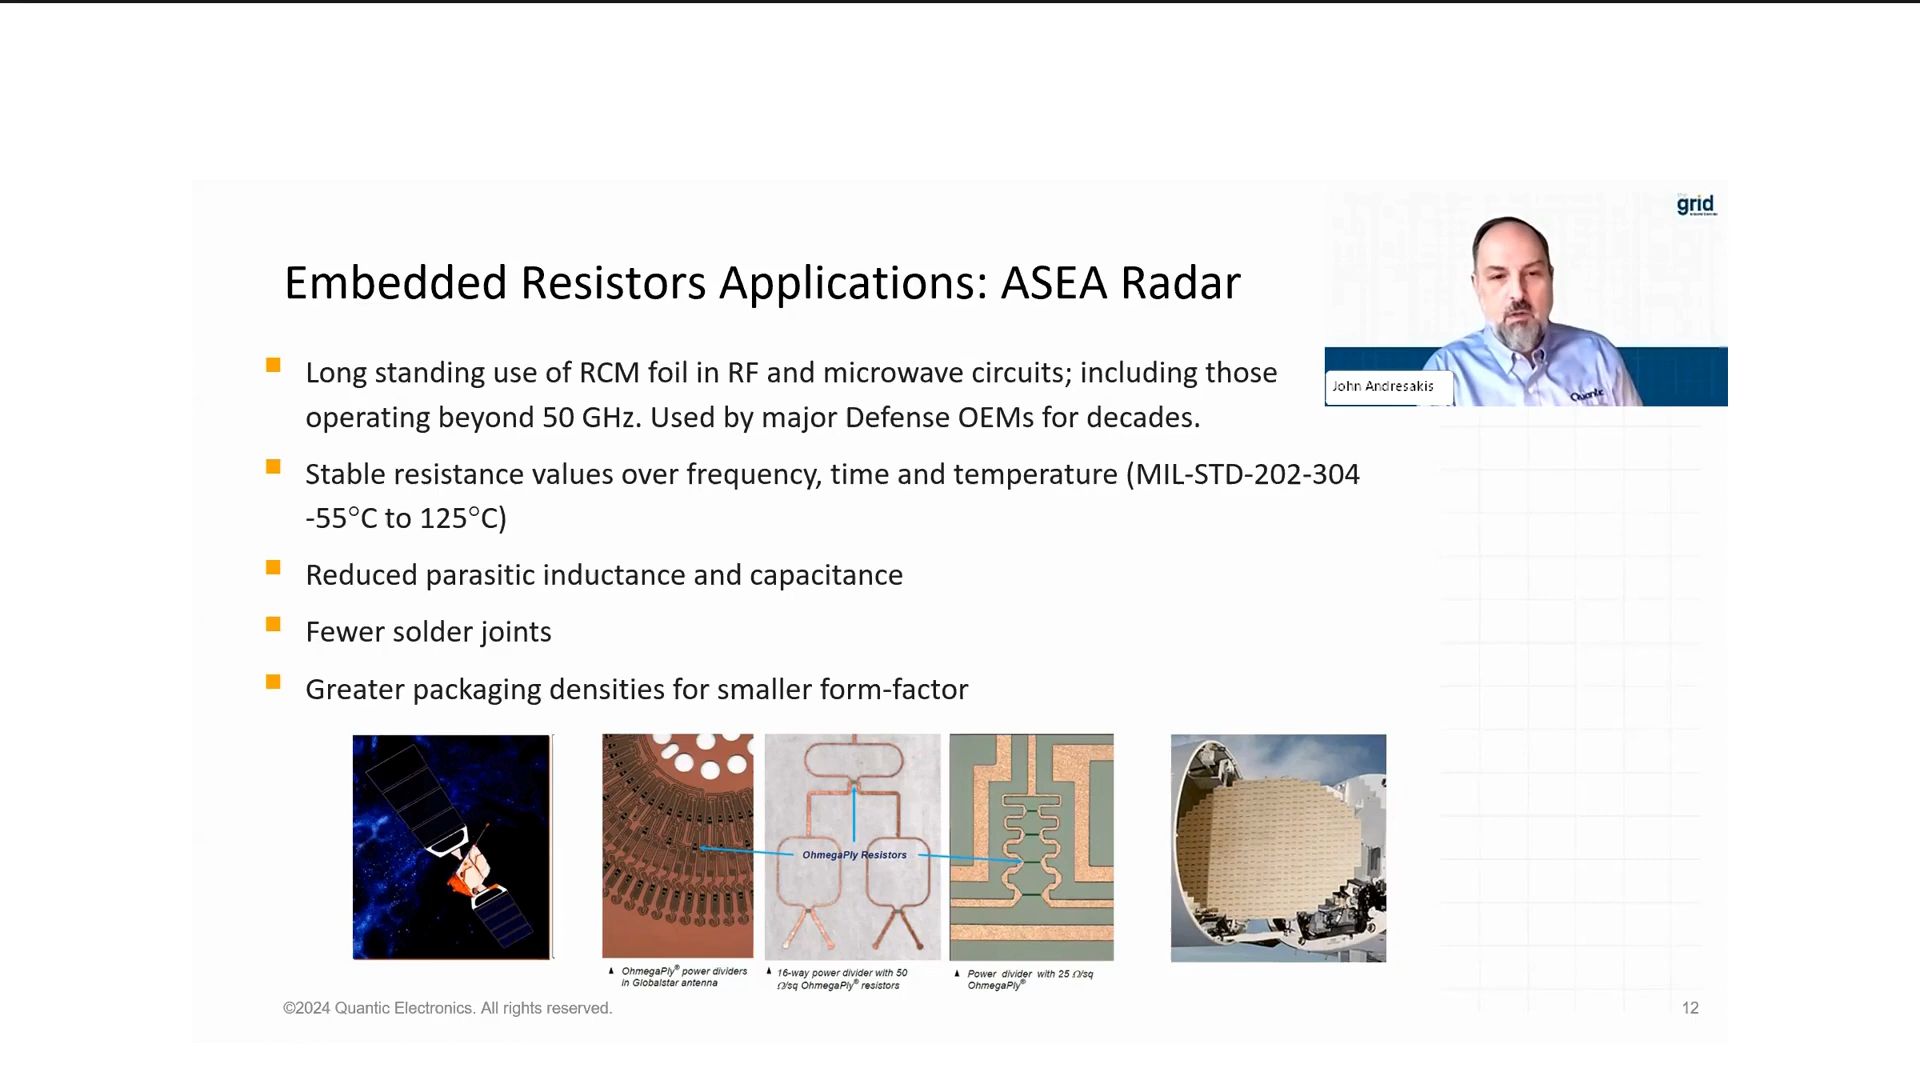 grid
Embedded Resistors Applications: ASEA Radar
John Andresakis
Quantic
Long standing use of RCM foil in RF and microwave circuits; including those
operating beyond 50 GHz. Used by major Defense OEMs for decades.
Stable resistance values over frequency, time and temperature (MIL-STD-202-304
-55°C to 125°C)
Reduced parasitic inductance and capacitance
Fewer solder joints
Greater packaging densities for smaller form-factor
OhmegaPly Resistors
▲ OhmegaPly® power dividers
in Globalstar antenna
▲ 16-way power divider with 50
Ω/sq OhmegaPly® resistors
▲ Power divider with 25 Ω/sq
OhmegaPly®
©2024 Quantic Electronics. All rights reserved.
12